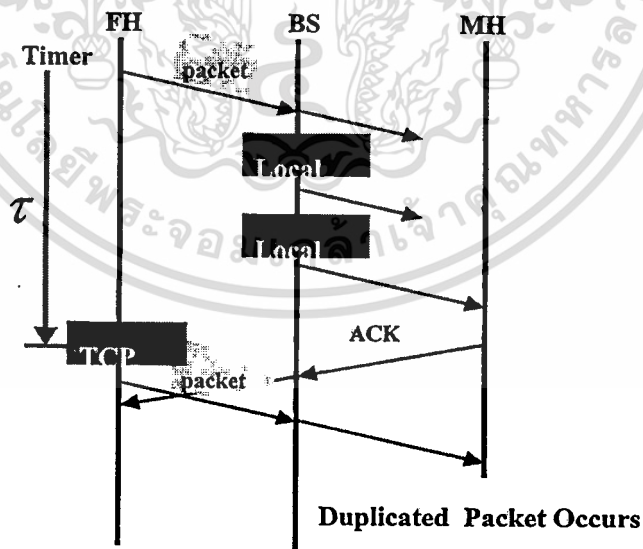 FH
BS
MH
Timer
packet
Local
τ
Local
TCP
ACK
packet
Duplicated Packet Occurs